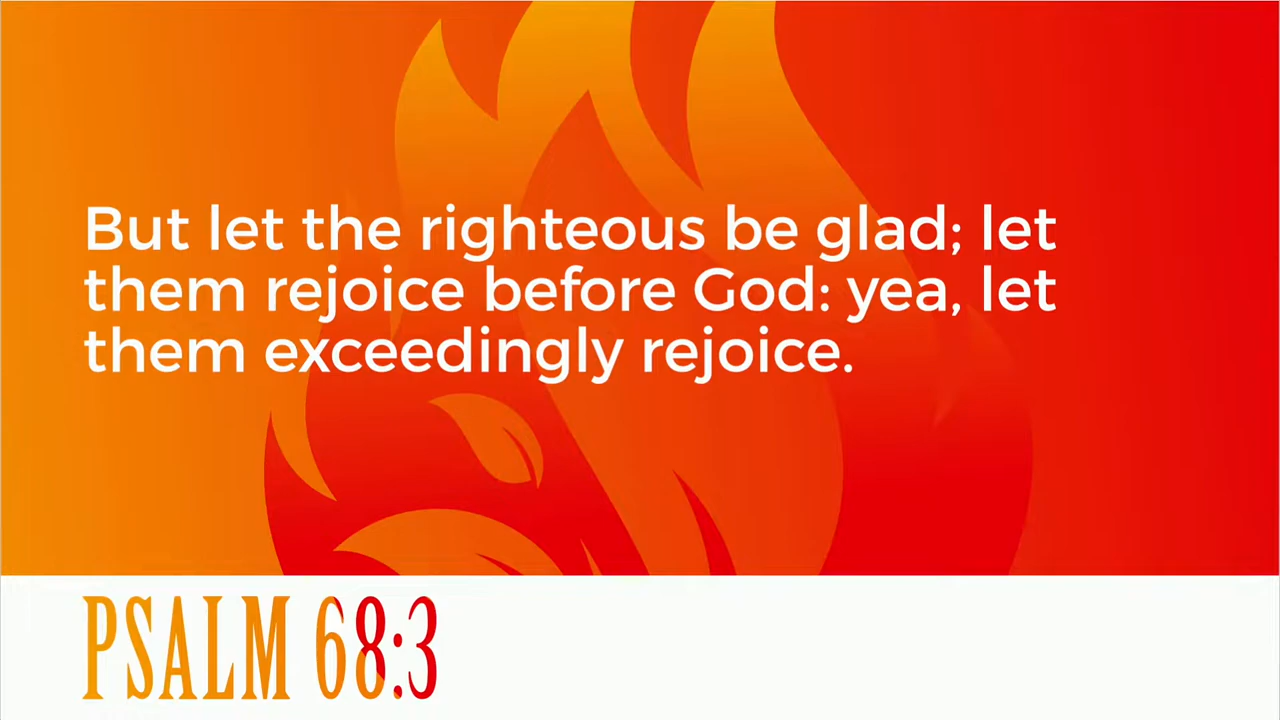 But let the righteous be glad; let
them rejoice before God: yea, let
them exceedingly rejoice.
PSALM 68:3